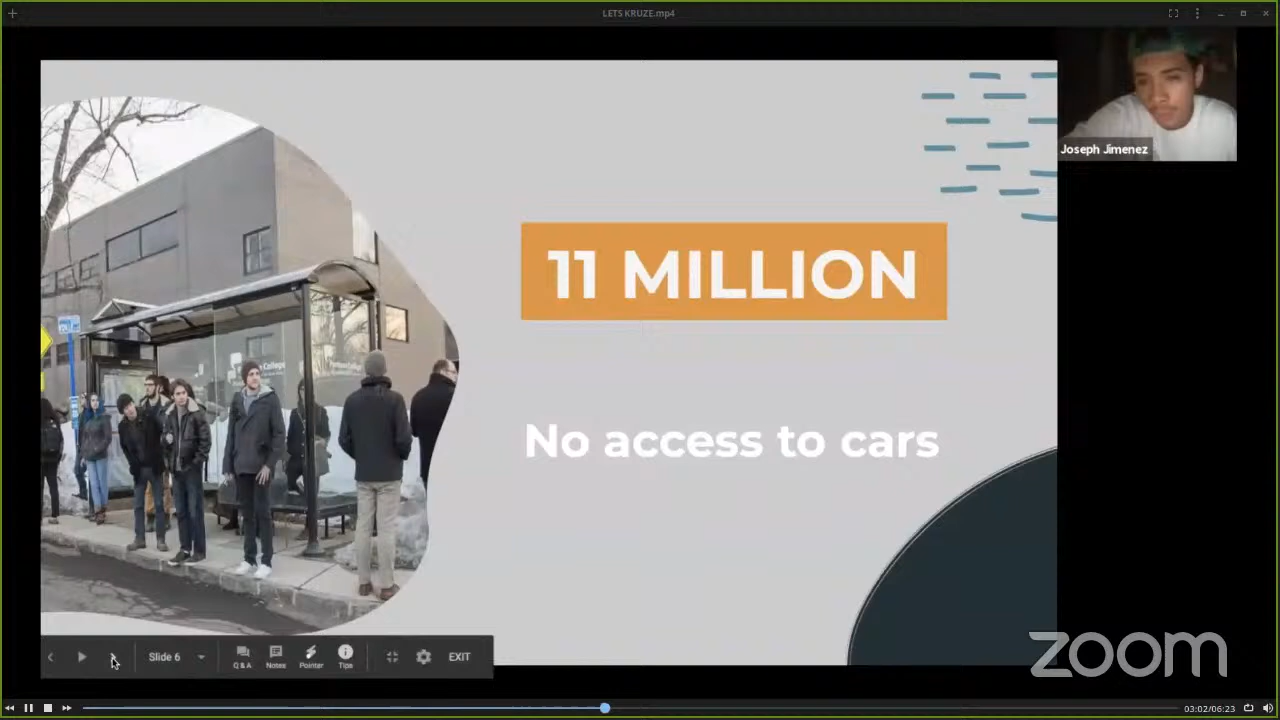 LETS KRUZE.mp4
Joseph Jimenez
11 MILLION
No access to cars
Slide 6
Q & A
Notes
Pointer
Tips
EXIT
zoom
03:02/06:23